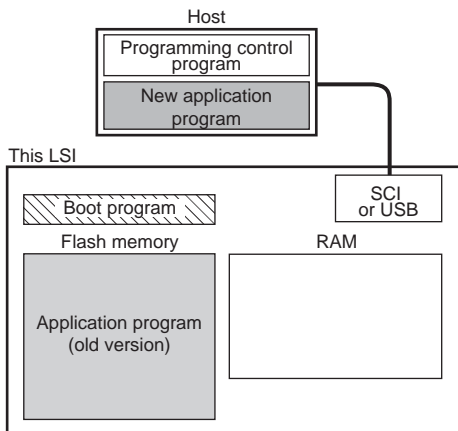 Host
Programming control
program
New application
program
This LSI
SCI
or USB
Boot program
Flash memory
RAM
Application program
(old version)